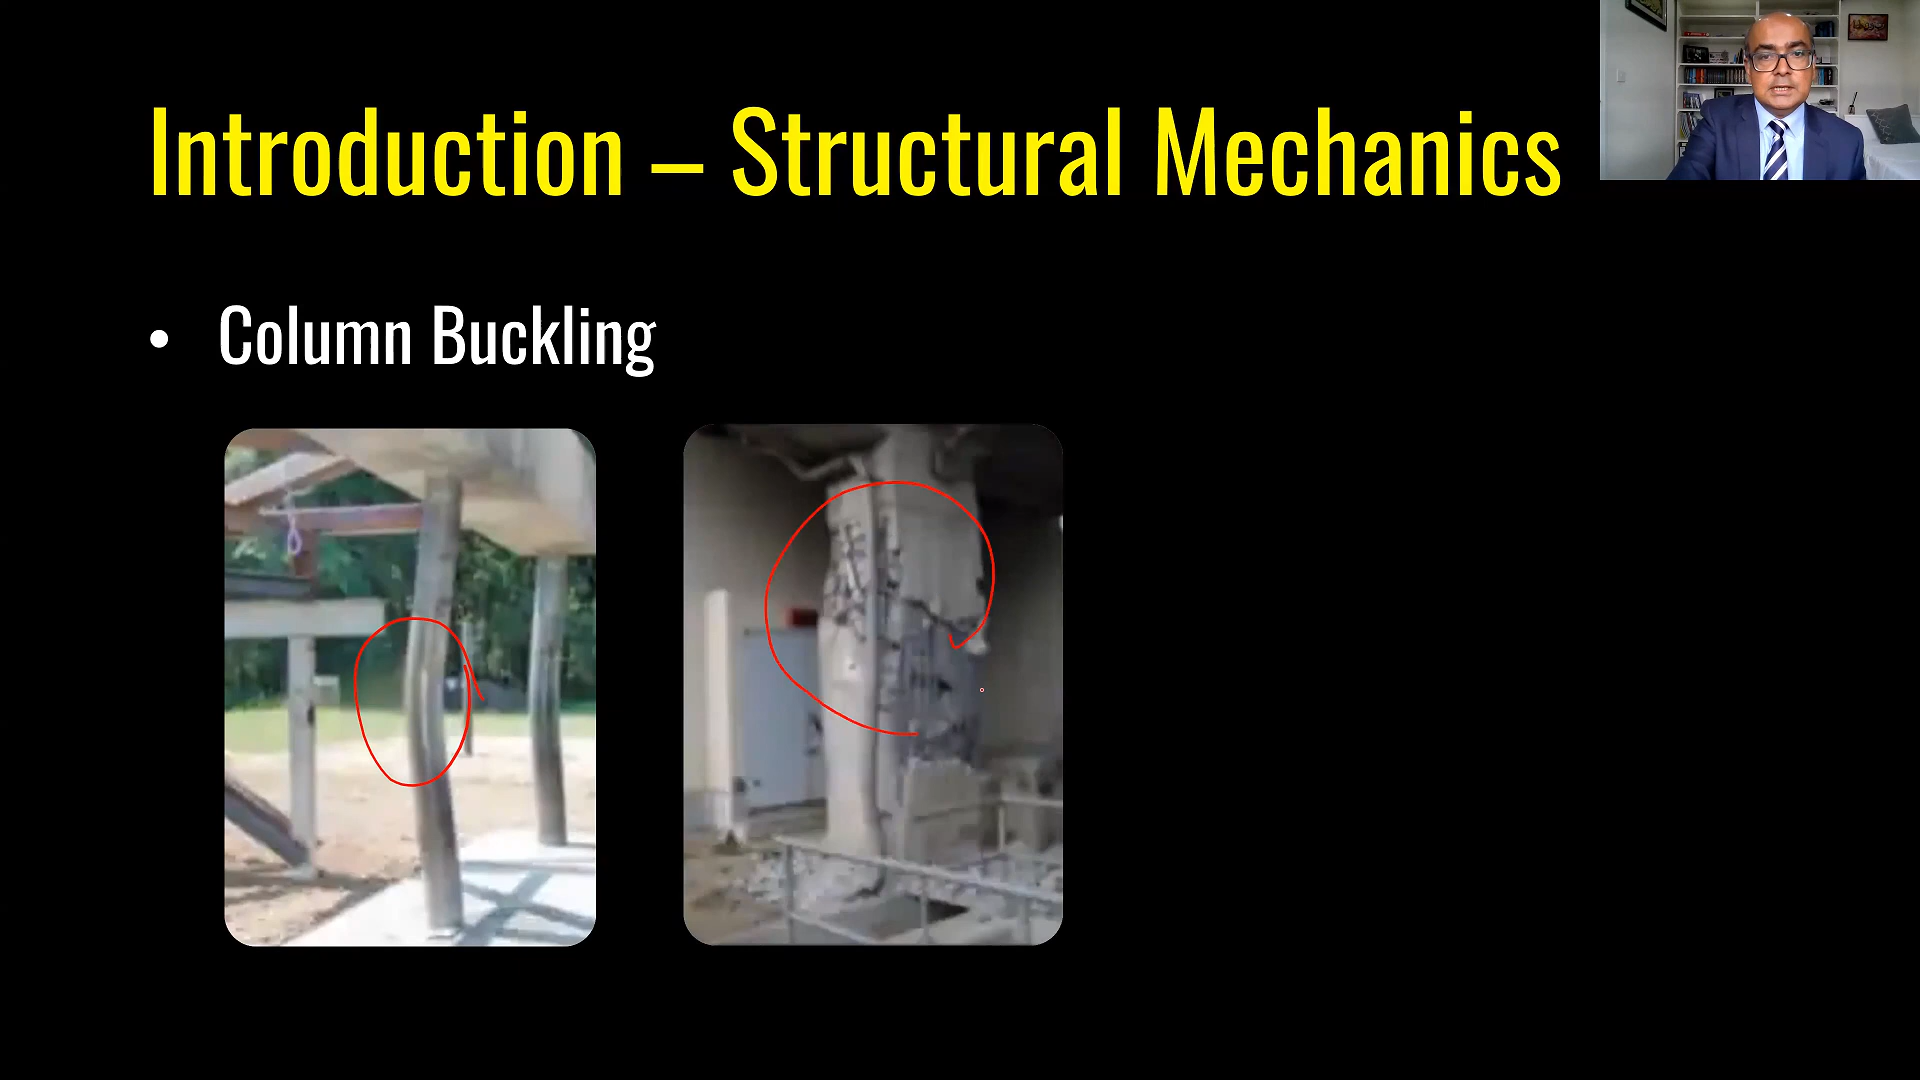 Introduction – Structural Mechanics
• Column Buckling